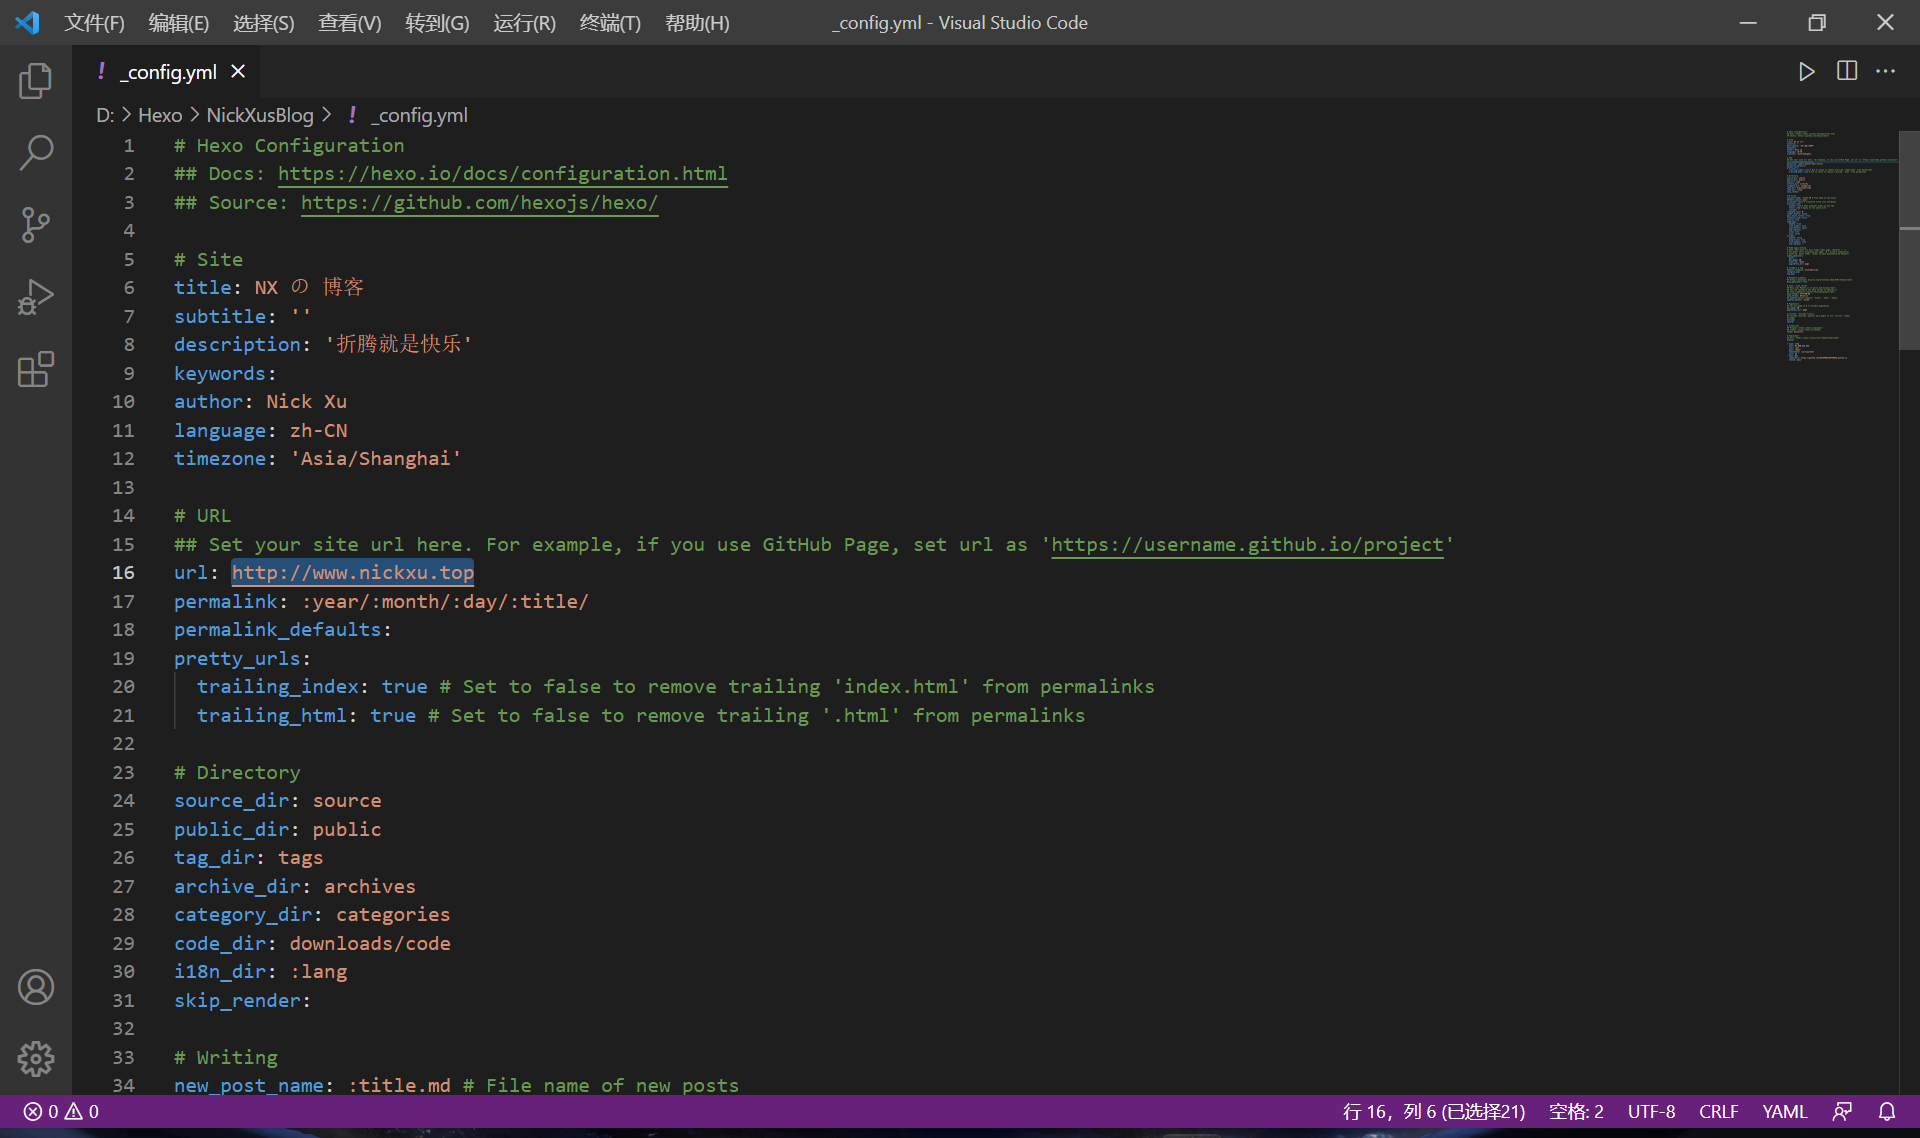 文件(F) 编辑(E) 选择(S) 查看(V) 转到(G) 运行(R) 终端(T) 帮助(H) _config.yml - Visual Studio Code
! _config.yml
D: > Hexo > NickXusBlog > ! _config.yml
1 # Hexo Configuration
2 ## Docs: https://hexo.io/docs/configuration.html
3 ## Source: https://github.com/hexojs/hexo/
4
5 # Site
6 title: NX の 博客
7 subtitle: ''
8 description: '折腾就是快乐'
9 keywords:
10 author: Nick Xu
11 language: zh-CN
12 timezone: 'Asia/Shanghai'
13
14 # URL
15 ## Set your site url here. For example, if you use GitHub Page, set url as 'https://username.github.io/project'
16 url: http://www.nickxu.top
17 permalink: :year/:month/:day/:title/
18 permalink_defaults:
19 pretty_urls:
20 trailing_index: true # Set to false to remove trailing 'index.html' from permalinks
21 trailing_html: true # Set to false to remove trailing '.html' from permalinks
22
23 # Directory
24 source_dir: source
25 public_dir: public
26 tag_dir: tags
27 archive_dir: archives
28 category_dir: categories
29 code_dir: downloads/code
30 i18n_dir: :lang
31 skip_render:
32
33 # Writing
34 new_post_name: :title.md # File name of new posts
0 0 行 16，列 6 (已选择21) 空格: 2 UTF-8 CRLF YAML